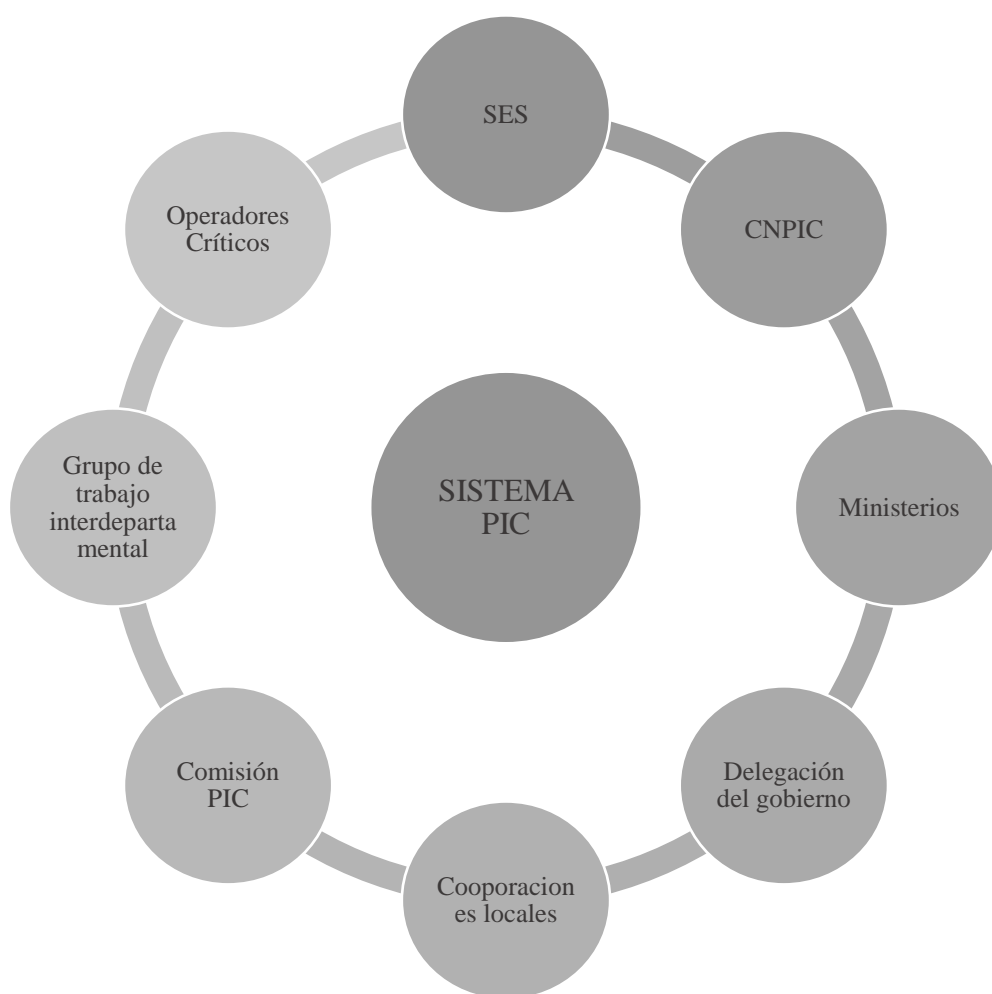 SES
CNPIC
Ministerios
Delegación
del gobierno
Cooporacion
es locales
Comisión
PIC
Grupo de
trabajo
interdeparta
mental
Operadores
Críticos
SISTEMA
PIC